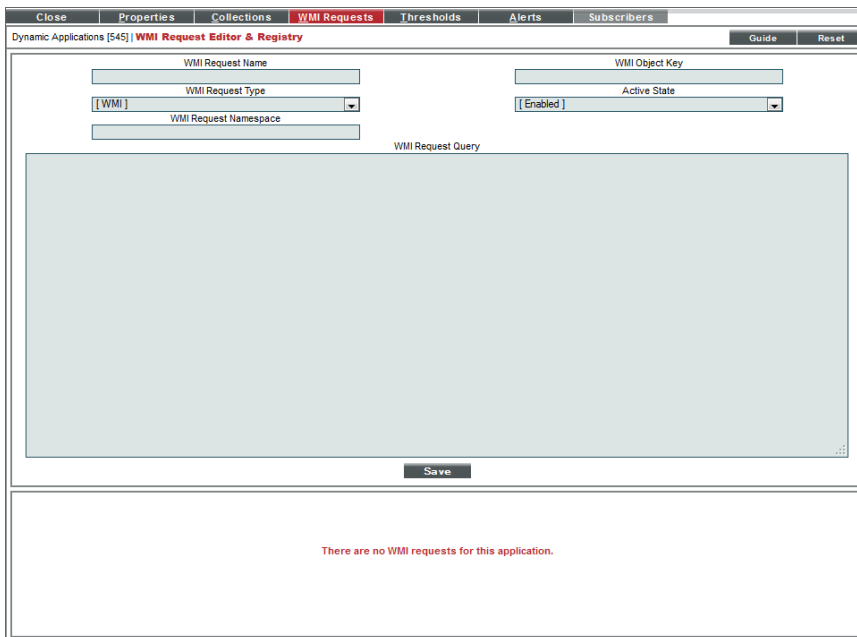 Close Properties Collections WMI Requests Thresholds Alerts Subscribers
Dynamic Applications [545] | WMI Request Editor & Registry Guide Reset
WMI Request Name WMI Object Key
WMI Request Type Active State
[ WMI ] [ Enabled ]
WMI Request Namespace
WMI Request Query
Save
There are no WMI requests for this application.